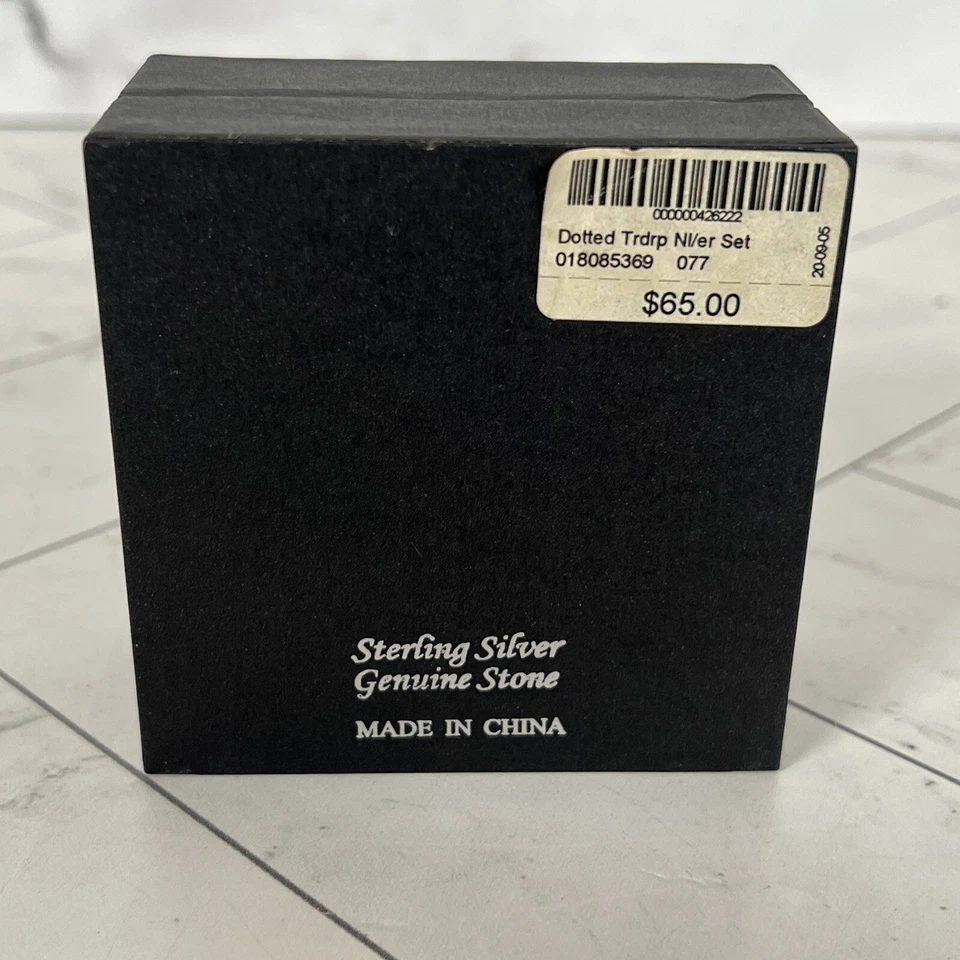 000000426222
Dotted Trdrp Nl/er Set
018085369 077
20-09-05
$65.00
Sterling Silver
Genuine Stone
MADE IN CHINA